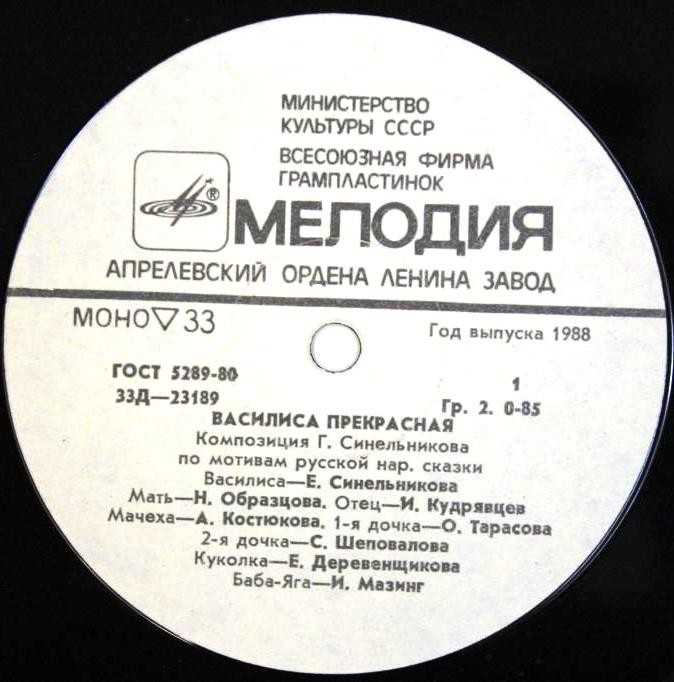 МИНИСТЕРСТВО
КУЛЬТУРЫ СССР
ВСЕСОЮЗНАЯ ФИРМА
ГРАМПЛАСТИНОК
®
МЕЛОДИЯ
АПРЕЛЕВСКИЙ ОРДЕНА ЛЕНИНА ЗАВОД
МОНО ▽ 33
Год выпуска 1988
ГОСТ 5289-80
33Д—23189
1
Гр. 2. 0-85
ВАСИЛИСА ПРЕКРАСНАЯ
Композиция Г. Синельникова
по мотивам русской нар. сказки
Василиса—Е. Синельникова
Мать—Н. Образцова. Отец—И. Кудрявцев
Мачеха—А. Костюкова. 1-я дочка—О. Тарасова
2-я дочка—С. Шеповалова
Куколка—Е. Деревенщикова
Баба-Яга—И. Мазинг